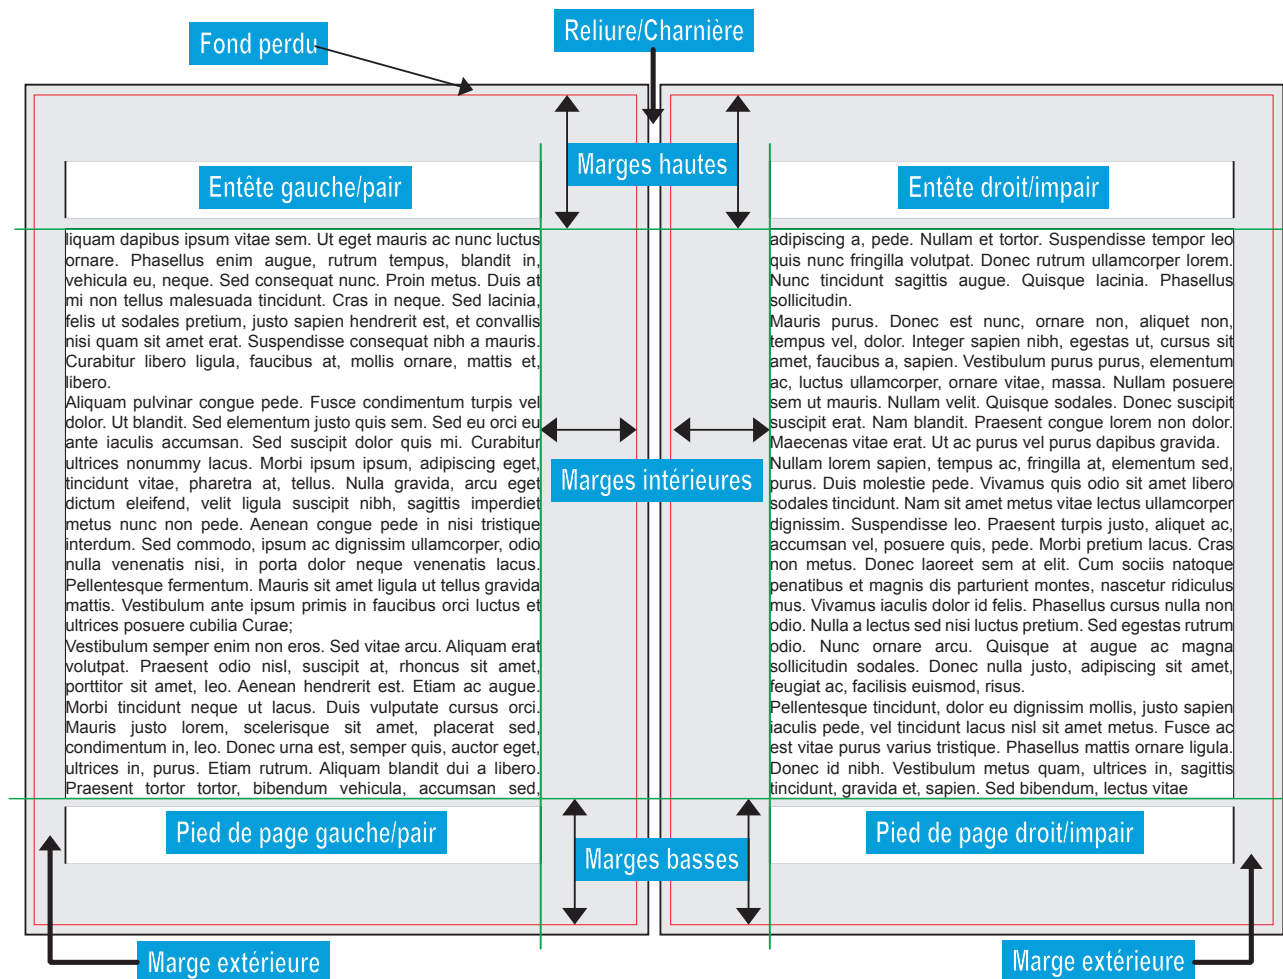 Reliure/Charnière
Fond perdu
Marges hautes
Entête gauche/pair
Entête droit/impair
liquam dapibus ipsum vitae sem. Ut eget mauris ac nunc luctus
ornare. Phasellus enim augue, rutrum tempus, blandit in,
vehicula eu, neque. Sed consequat nunc. Proin metus. Duis at
mi non tellus malesuada tincidunt. Cras in neque. Sed lacinia,
felis ut sodales pretium, justo sapien hendrerit est, et convallis
nisi quam sit amet erat. Suspendisse consequat nibh a mauris.
Curabitur libero ligula, faucibus at, mollis ornare, mattis et,
libero.
Aliquam pulvinar congue pede. Fusce condimentum turpis vel
dolor. Ut blandit. Sed elementum justo quis sem. Sed eu orci eu
ante iaculis accumsan. Sed suscipit dolor quis mi. Curabitur
ultrices nonummy lacus. Morbi ipsum ipsum, adipiscing eget,
tincidunt vitae, pharetra at, tellus. Nulla gravida, arcu eget
dictum eleifend, velit ligula suscipit nibh, sagittis imperdiet
metus nunc non pede. Aenean congue pede in nisi tristique
interdum. Sed commodo, ipsum ac dignissim ullamcorper, odio
nulla venenatis nisi, in porta dolor neque venenatis lacus.
Pellentesque fermentum. Mauris sit amet ligula ut tellus gravida
mattis. Vestibulum ante ipsum primis in faucibus orci luctus et
ultrices posuere cubilia Curae;
Vestibulum semper enim non eros. Sed vitae arcu. Aliquam erat
volutpat. Praesent odio nisl, suscipit at, rhoncus sit amet,
porttitor sit amet, leo. Aenean hendrerit est. Etiam ac augue.
Morbi tincidunt neque ut lacus. Duis vulputate cursus orci.
Mauris justo lorem, scelerisque sit amet, placerat sed,
condimentum in, leo. Donec urna est, semper quis, auctor eget,
ultrices in, purus. Etiam rutrum. Aliquam blandit dui a libero.
Praesent tortor tortor, bibendum vehicula, accumsan sed,
Marges intérieures
adipiscing a, pede. Nullam et tortor. Suspendisse tempor leo
quis nunc fringilla volutpat. Donec rutrum ullamcorper lorem.
Nunc tincidunt sagittis augue. Quisque lacinia. Phasellus
sollicitudin.
Mauris purus. Donec est nunc, ornare non, aliquet non,
tempus vel, dolor. Integer sapien nibh, egestas ut, cursus sit
amet, faucibus a, sapien. Vestibulum purus purus, elementum
ac, luctus ullamcorper, ornare vitae, massa. Nullam posuere
sem ut mauris. Nullam velit. Quisque sodales. Donec suscipit
suscipit erat. Nam blandit. Praesent congue lorem non dolor.
Maecenas vitae erat. Ut ac purus vel purus dapibus gravida.
Nullam lorem sapien, tempus ac, fringilla at, elementum sed,
purus. Duis molestie pede. Vivamus quis odio sit amet libero
sodales tincidunt. Nam sit amet metus vitae lectus ullamcorper
dignissim. Suspendisse leo. Praesent turpis justo, aliquet ac,
accumsan vel, posuere quis, pede. Morbi pretium lacus. Cras
non metus. Donec laoreet sem at elit. Cum sociis natoque
penatibus et magnis dis parturient montes, nascetur ridiculus
mus. Vivamus iaculis dolor id felis. Phasellus cursus nulla non
odio. Nulla a lectus sed nisi luctus pretium. Sed egestas rutrum
odio. Nunc ornare arcu. Quisque at augue ac magna
sollicitudin sodales. Donec nulla justo, adipiscing sit amet,
feugiat ac, facilisis euismod, risus.
Pellentesque tincidunt, dolor eu dignissim mollis, justo sapien
iaculis pede, vel tincidunt lacus nisl sit amet metus. Fusce ac
est vitae purus varius tristique. Phasellus mattis ornare ligula.
Donec id nibh. Vestibulum metus quam, ultrices in, sagittis
tincidunt, gravida et, sapien. Sed bibendum, lectus vitae
Pied de page gauche/pair
Marges basses
Pied de page droit/impair
Marge extérieure
Marge extérieure